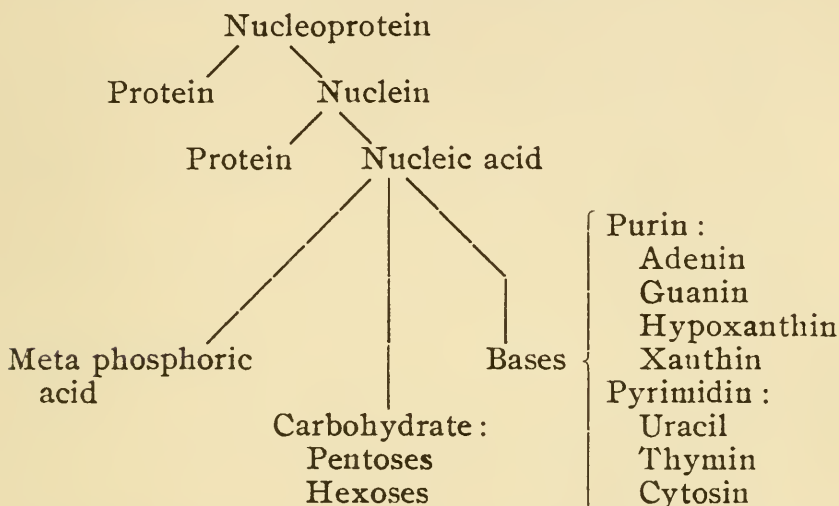 Nucleoprotein
Protein Nuclein
Protein Nucleic acid
Meta phosphoric
acid
Carbohydrate :
Pentoses
Hexoses
Bases
Purin :
Adenin
Guanin
Hypoxanthin
Xanthin
Pyrimidin :
Uracil
Thymin
Cytosin